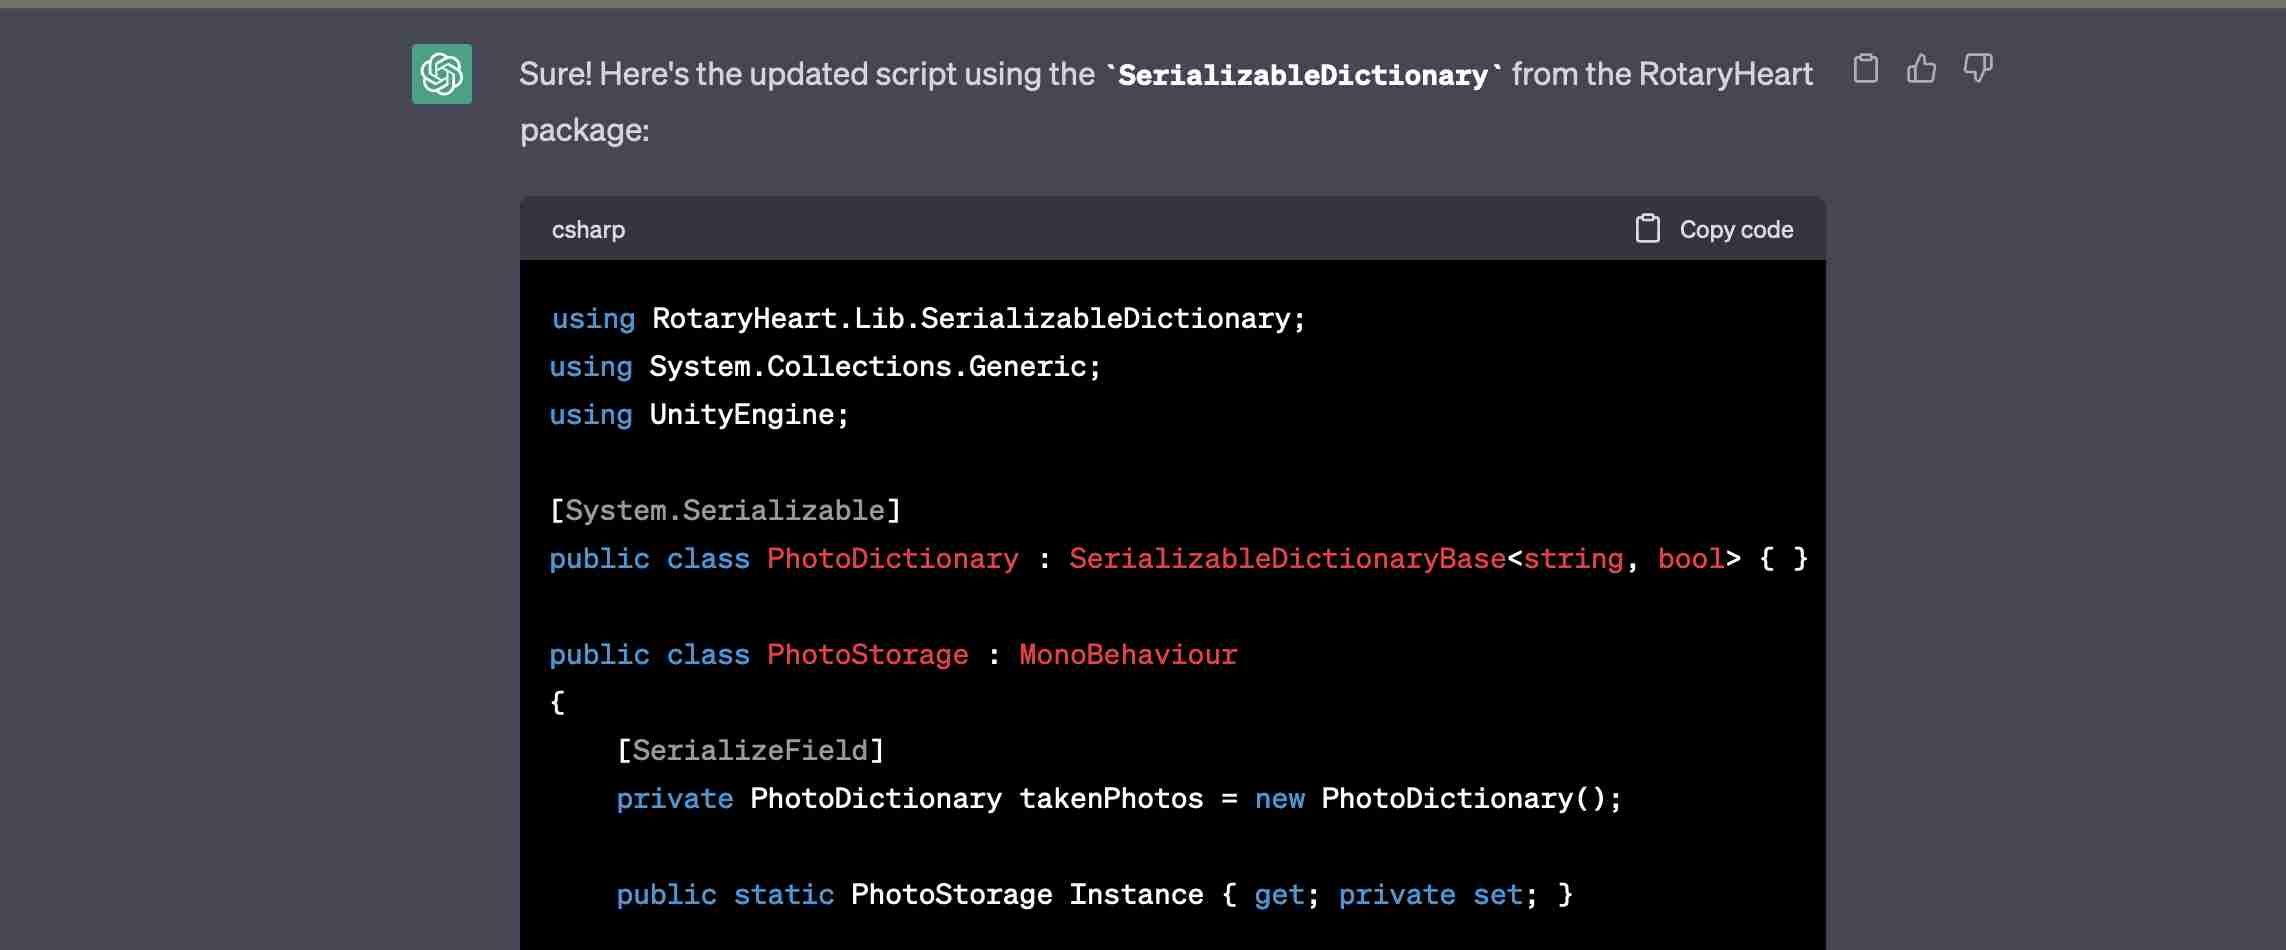 Sure! Here's the updated script using the `SerializableDictionary` from the RotaryHeart
package:
csharp
Copy code
using RotaryHeart.Lib.SerializableDictionary;
using System.Collections.Generic;
using UnityEngine;
[System.Serializable]
public class PhotoDictionary : SerializableDictionaryBase<string, bool> { }
public class PhotoStorage : MonoBehaviour
{
[SerializeField]
private PhotoDictionary takenPhotos = new PhotoDictionary();
public static PhotoStorage Instance { get; private set; }